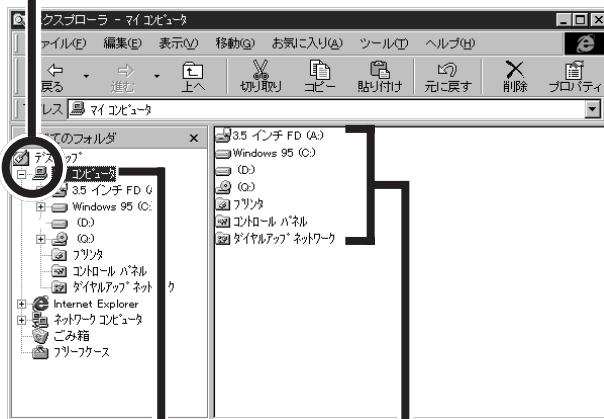 クスプローラ - マイ コンピュータ
ァイル(F) 編集(E) 表示(V) 移動(G) お気に入り(A) ツール(T) ヘルプ(H)
戻る 進む 上へ 切り取り コピー 貼り付け 元に戻す 削除 プロパティ
レス マイ コンピュータ
てのフォルダ
デスクトップ
コンピュータ
3.5 インチ FD (
Windows 95 (C:
(D:)
(Q:)
プリンタ
コントロール パネル
ダイヤルアップ ネット ク
Internet Explorer
ネットワーク コンピュータ
ごみ箱
ブリーフケース
3.5 インチ FD (A:)
Windows 95 (C:)
(D:)
(Q:)
プリンタ
コントロール パネル
ダイヤルアップ ネットワーク